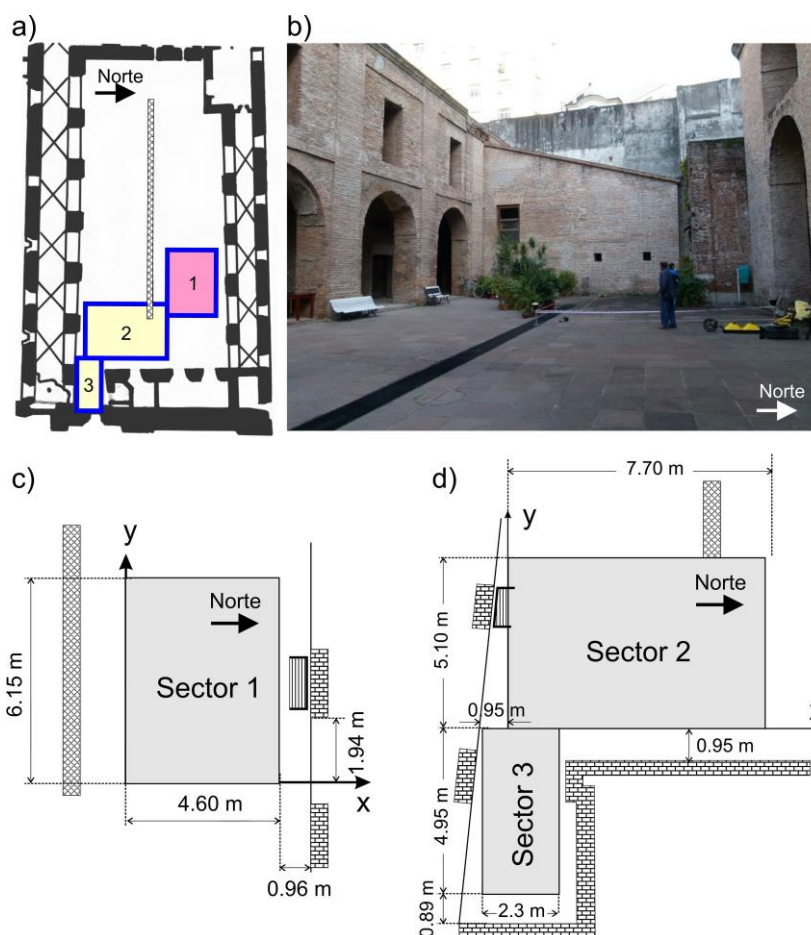 a)
Norte
1
2
3
b)
Norte
c)
y
Norte
6.15 m
Sector 1
1.94 m
x
4.60 m
0.96 m
d)
7.70 m
y
Norte
5.10 m
Sector 2
0.95 m
0.95 m
4.95 m
Sector 3
0.89 m
2.3 m